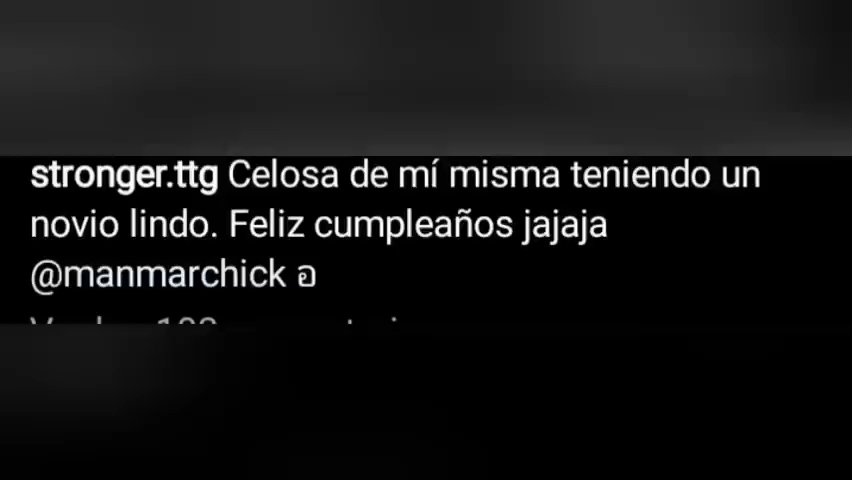 stronger.ttg Celosa de mí misma teniendo un
novio lindo. Feliz cumpleaños jajaja
@manmarchick อ